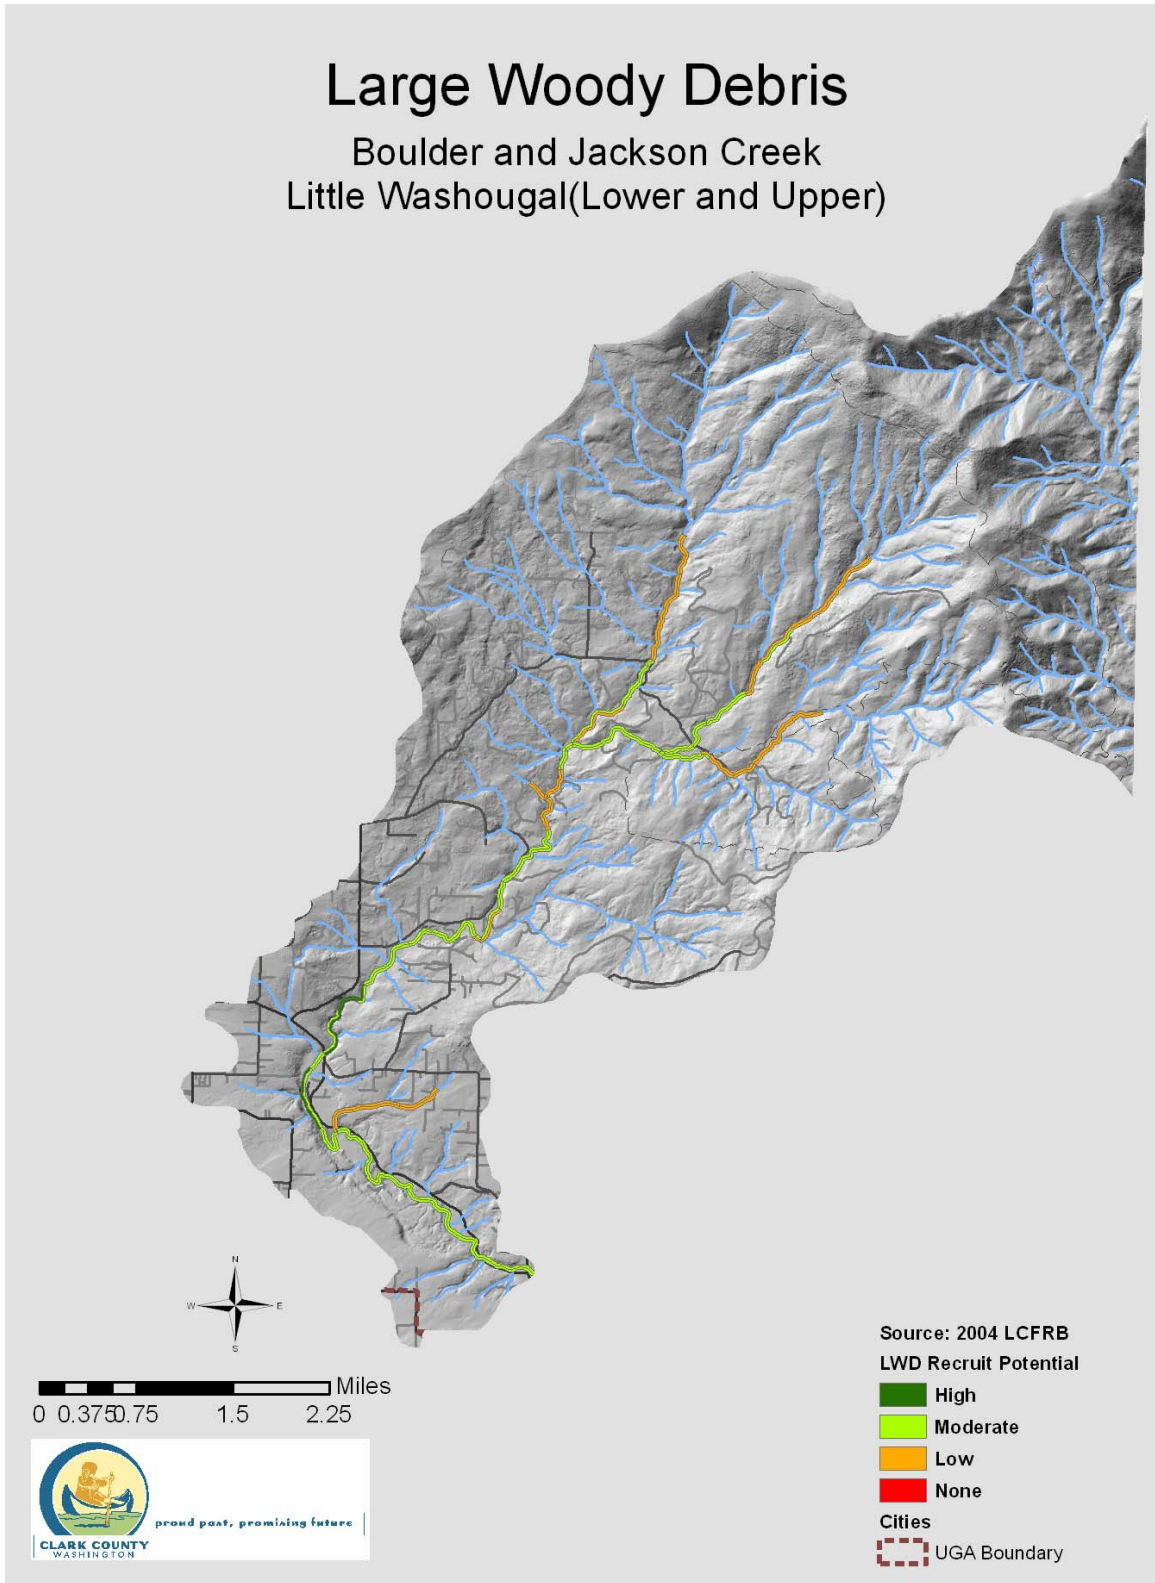 Large Woody Debris
Boulder and Jackson Creek
Little Washougal(Lower and Upper)
N
W E
S
Miles
0 0.375 0.75 1.5 2.25
CLARK COUNTY
WASHINGTON
proud past, promising future
Source: 2004 LCFRB
LWD Recruit Potential
High
Moderate
Low
None
Cities
UGA Boundary